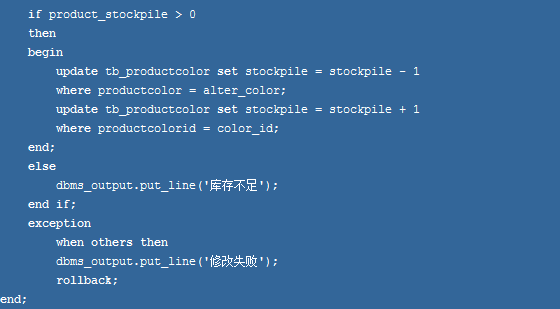 if product_stockpile > 0
then
begin
update tb_productcolor set stockpile = stockpile - 1
where productcolor = alter_color;
update tb_productcolor set stockpile = stockpile + 1
where productcolorid = color_id;
end;
else
dbms_output.put_line('库存不足');
end if;
exception
when others then
dbms_output.put_line('修改失败');
rollback;
end;